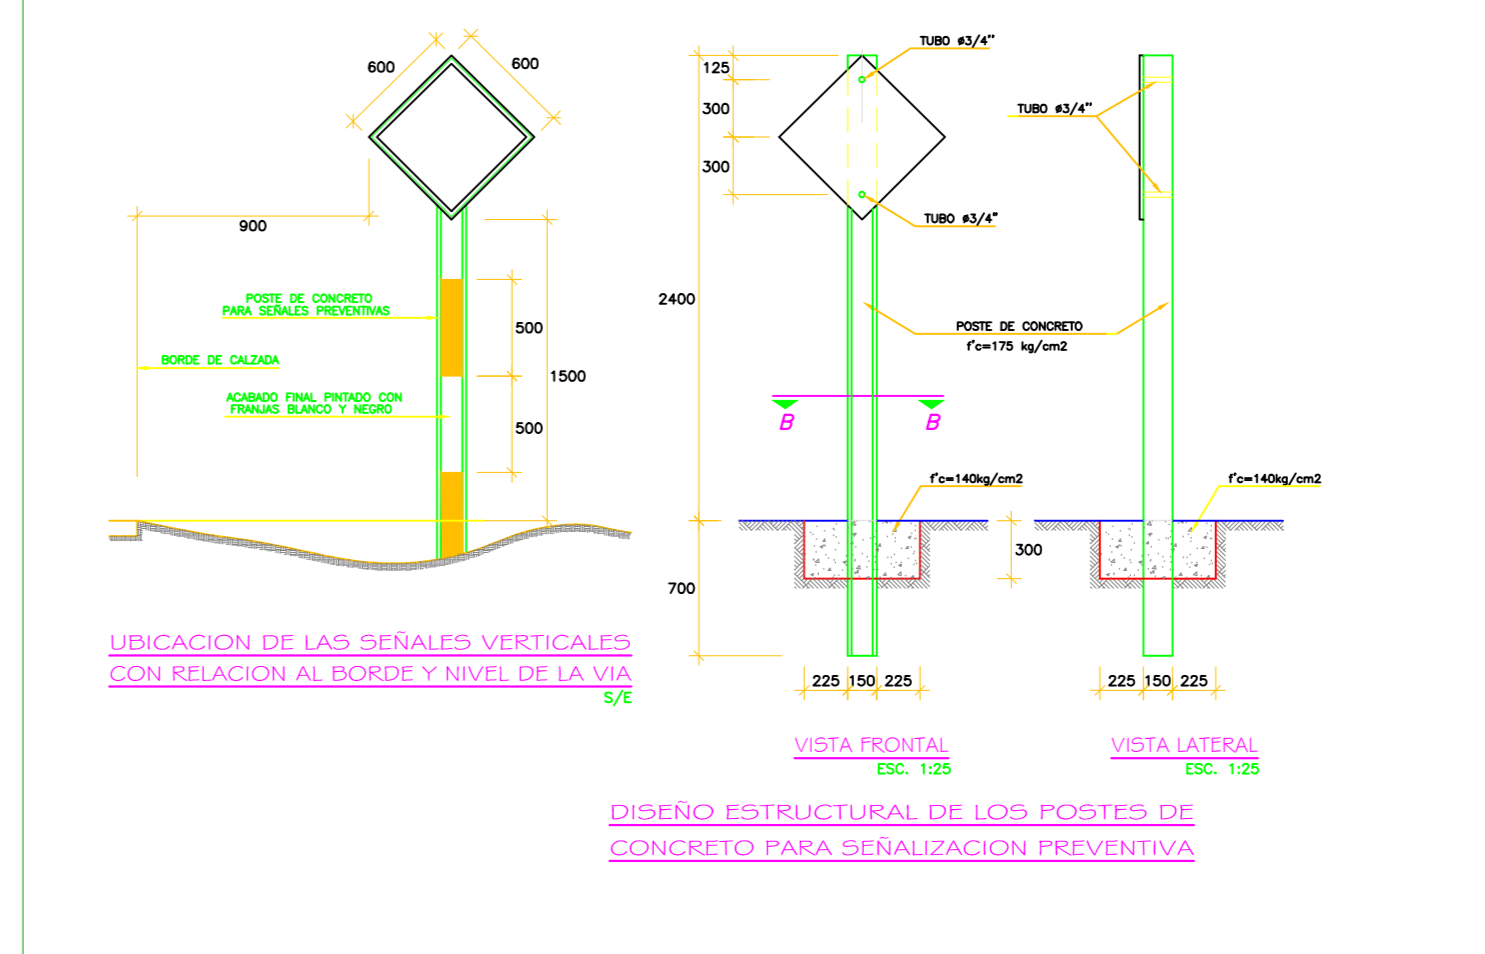 600
600
900
POSTE DE CONCRETO
PARA SEÑALES PREVENTIVAS
BORDE DE CALZADA
ACABADO FINAL PINTADO CON
FRANJAS BLANCO Y NEGRO
500
500
1500
UBICACION DE LAS SEÑALES VERTICALES
CON RELACION AL BORDE Y NIVEL DE LA VIA
S/E
125
300
300
2400
700
TUBO ø3/4"
TUBO ø3/4"
TUBO ø3/4"
POSTE DE CONCRETO
f'c=175 kg/cm2
B
B
f'c=140kg/cm2
f'c=140kg/cm2
300
225
150
225
225
150
225
VISTA FRONTAL
ESC. 1:25
VISTA LATERAL
ESC. 1:25
DISEÑO ESTRUCTURAL DE LOS POSTES DE
CONCRETO PARA SEÑALIZACION PREVENTIVA